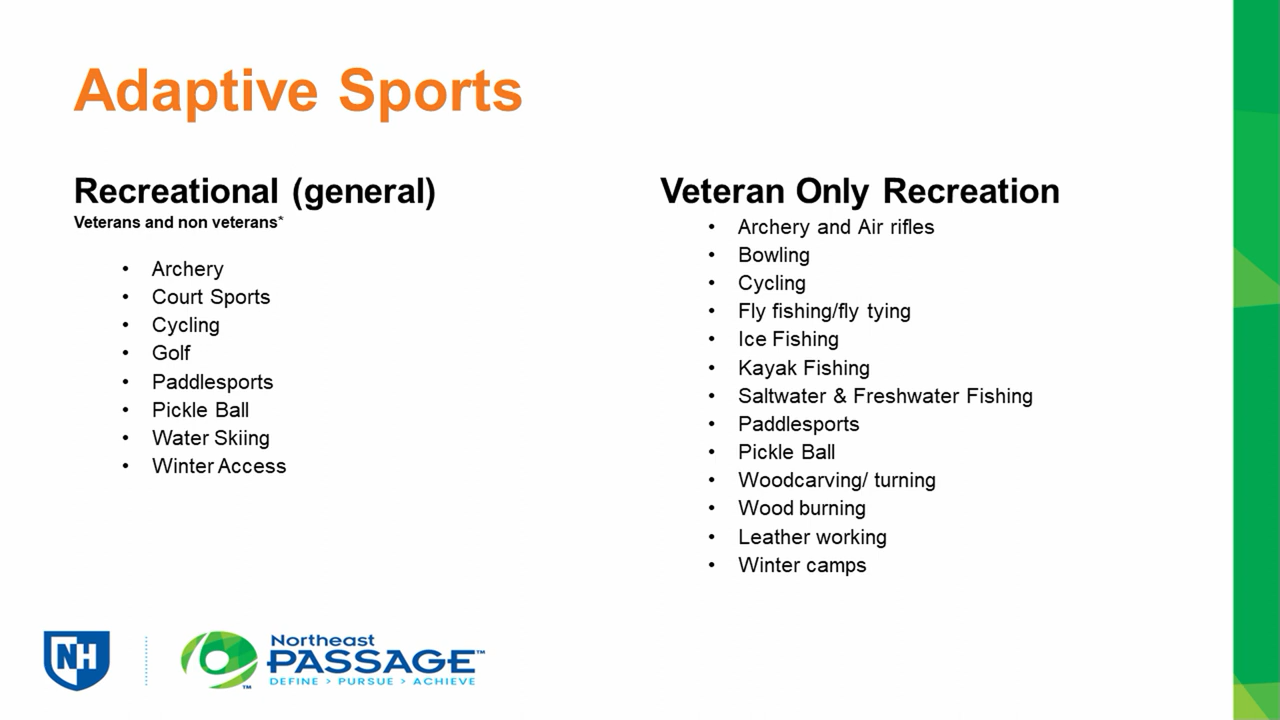 Adaptive Sports
Recreational (general)
Veterans and non veterans*
• Archery
• Court Sports
• Cycling
• Golf
• Paddlesports
• Pickle Ball
• Water Skiing
• Winter Access
Veteran Only Recreation
• Archery and Air rifles
• Bowling
• Cycling
• Fly fishing/fly tying
• Ice Fishing
• Kayak Fishing
• Saltwater & Freshwater Fishing
• Paddlesports
• Pickle Ball
• Woodcarving/ turning
• Wood burning
• Leather working
• Winter camps
NH
Northeast
PASSAGE™
DEFINE > PURSUE > ACHIEVE
™